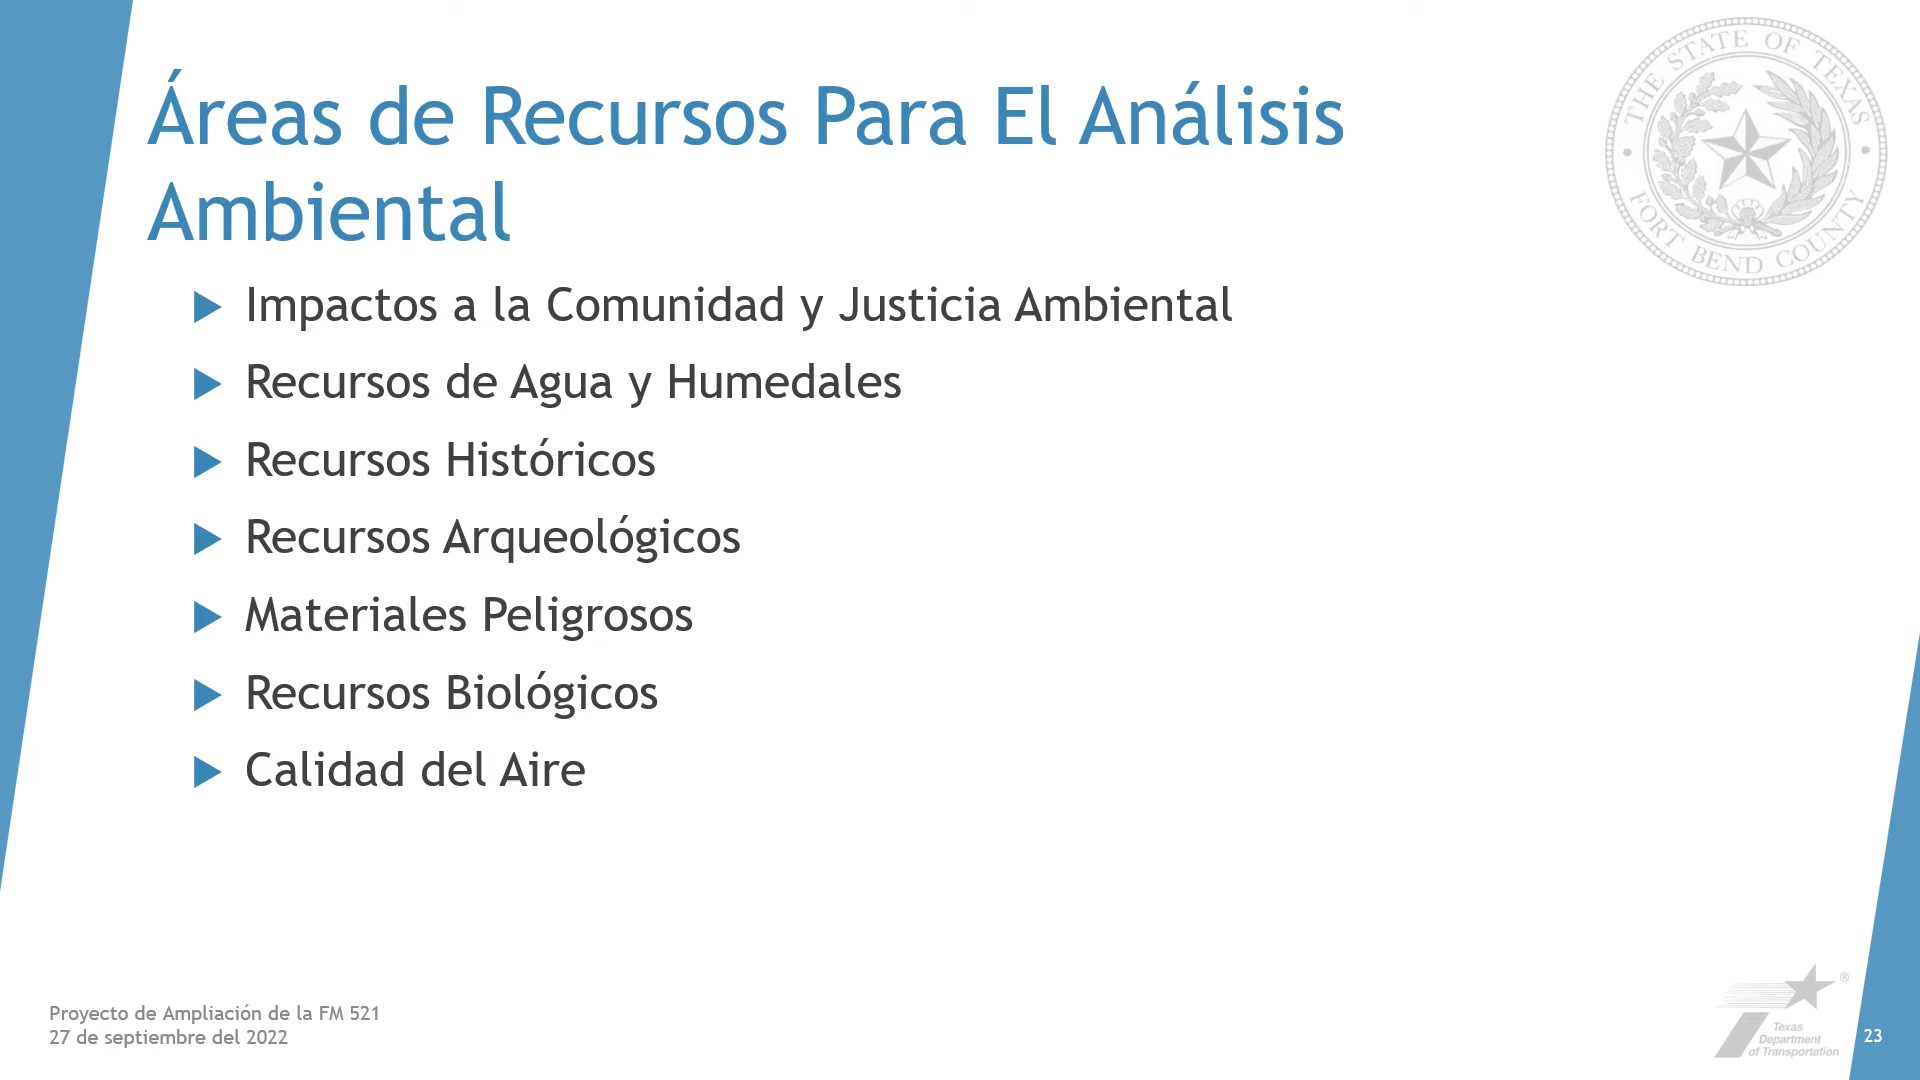 Áreas de Recursos Para El Análisis
Ambiental
THE STATE OF TEXAS
FORT BEND COUNTY
Impactos a la Comunidad y Justicia Ambiental
Recursos de Agua y Humedales
Recursos Históricos
Recursos Arqueológicos
Materiales Peligrosos
Recursos Biológicos
Calidad del Aire
Proyecto de Ampliación de la FM 521
27 de septiembre del 2022
®
Texas
Department
of Transportation
23